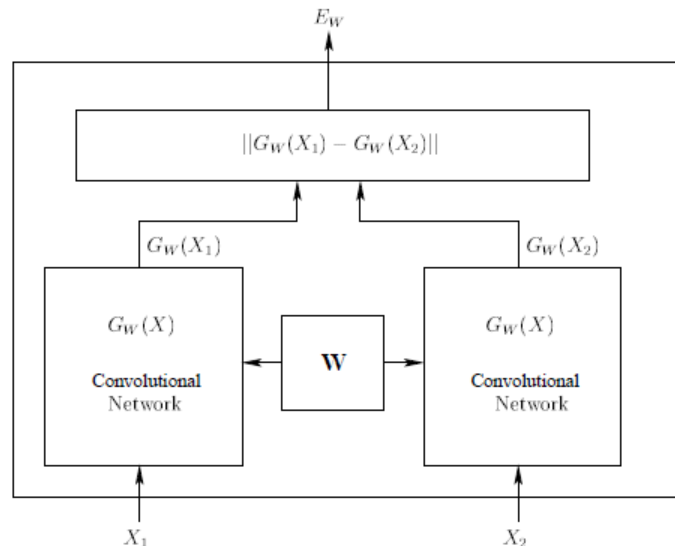 E_W
||G_W(X_1) − G_W(X_2)||
G_W(X_1)
G_W(X_2)
G_W(X)
Convolutional
Network
W
G_W(X)
Convolutional
Network
X_1
X_2